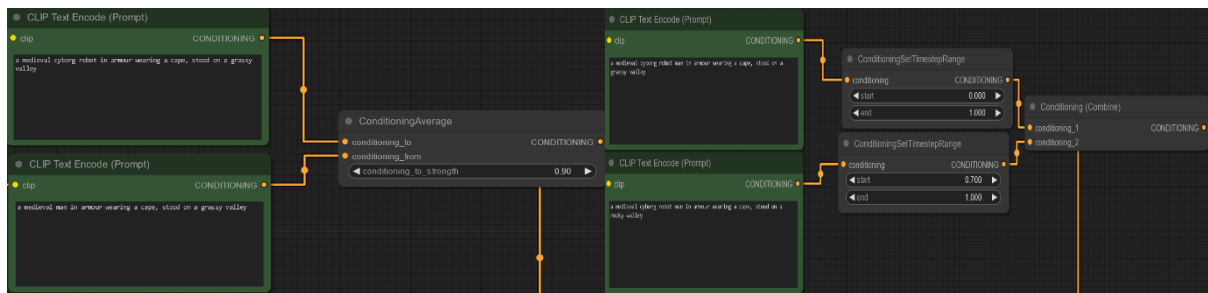 CLIP Text Encode (Prompt)
clip
CONDITIONING
a medieval cyborg robot in armour wearing a cape, stood on a grassy
valley
CLIP Text Encode (Prompt)
clip
CONDITIONING
a medieval man in armour wearing a cape, stood on a grassy valley
ConditioningAverage
conditioning_to
CONDITIONING
conditioning_from
conditioning_to_strength
0.90
CLIP Text Encode (Prompt)
clip
CONDITIONING
a medieval cyborg robot man in armour wearing a cape, stood on a
grassy valley
CLIP Text Encode (Prompt)
clip
CONDITIONING
a medieval cyborg robot man in armour wearing a cape, stood on a
rocky valley
ConditioningSetTimestepRange
conditioning
CONDITIONING
start
0.000
end
1.000
ConditioningSetTimestepRange
conditioning
CONDITIONING
start
0.700
end
1.000
Conditioning (Combine)
conditioning_1
CONDITIONING
conditioning_2